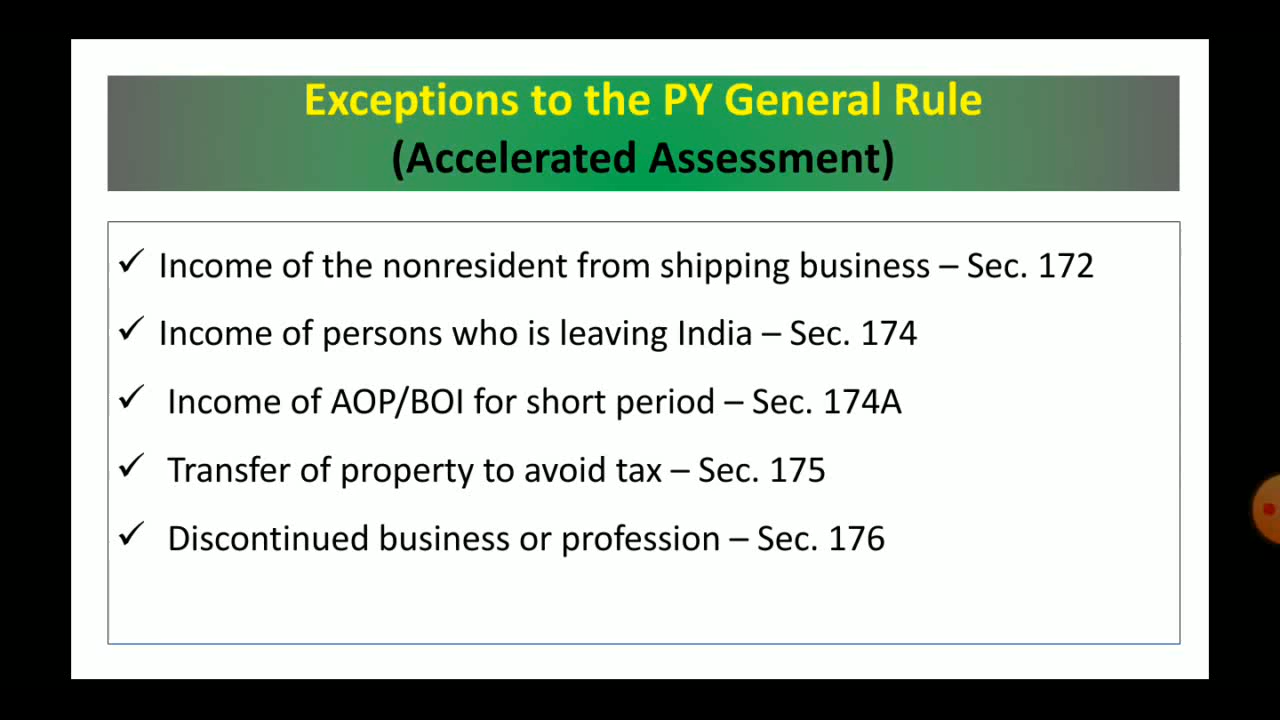 Exceptions to the PY General Rule
(Accelerated Assessment)
✓ Income of the nonresident from shipping business – Sec. 172
✓ Income of persons who is leaving India – Sec. 174
✓ Income of AOP/BOI for short period – Sec. 174A
✓ Transfer of property to avoid tax – Sec. 175
✓ Discontinued business or profession – Sec. 176